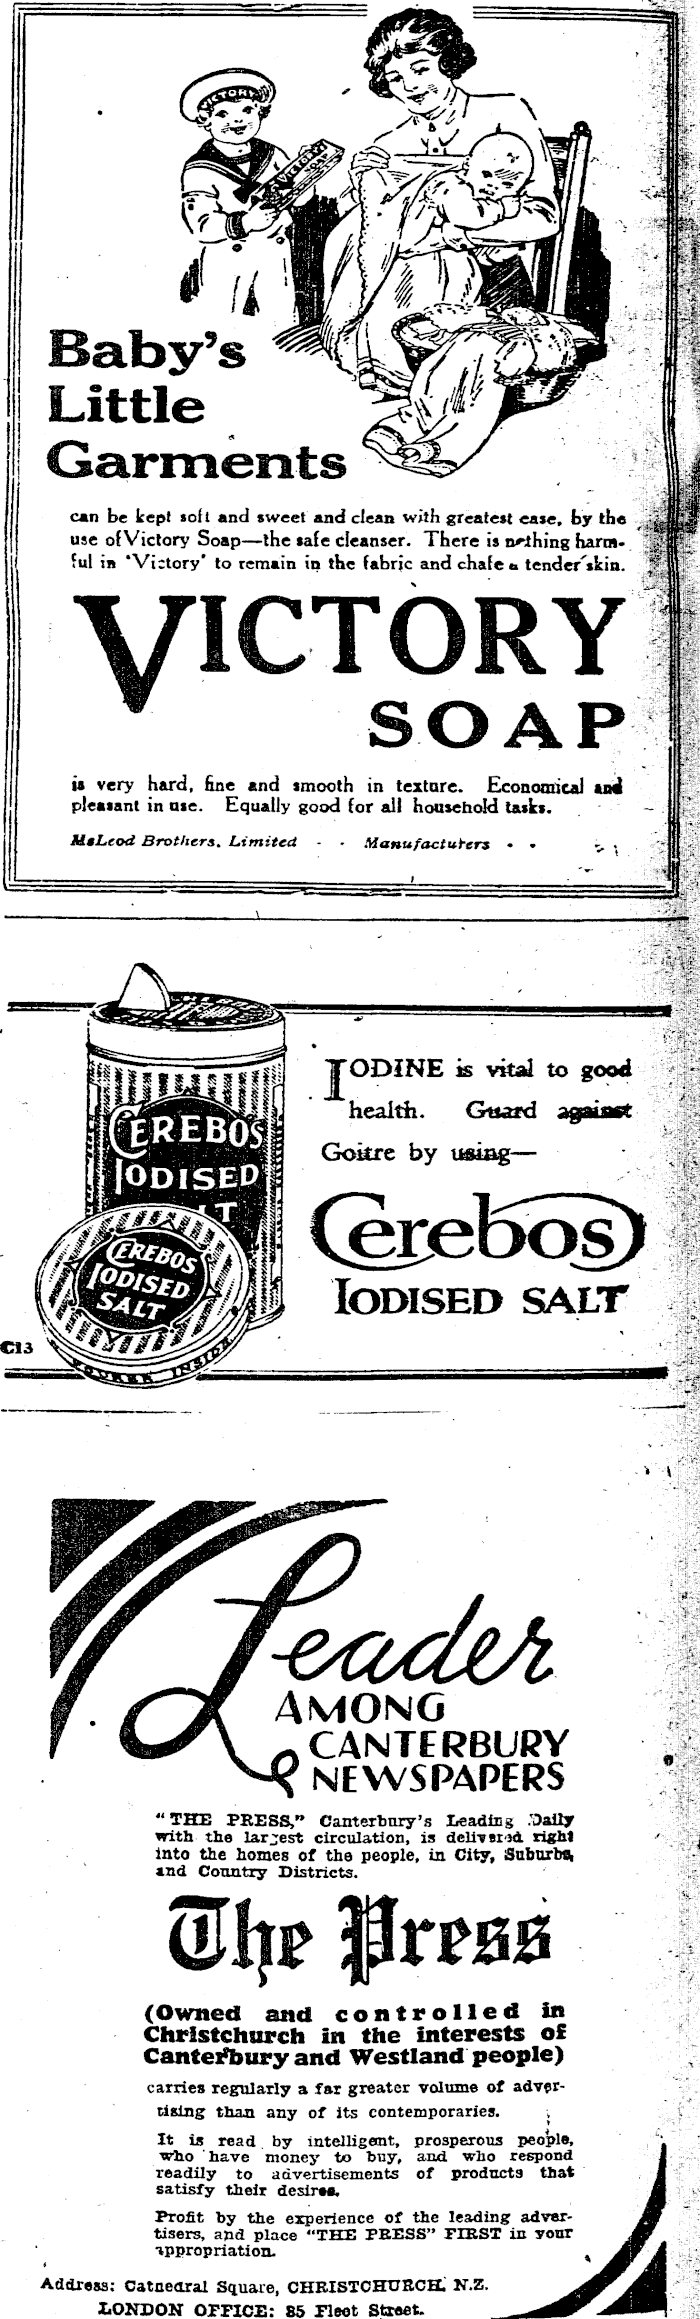 VICTORY
VICTORY
SOAP
Baby's
Little
Garments
can be kept soft and sweet and clean with greatest ease, by the
use of Victory Soap—the safe cleanser. There is nothing harm-
ful in 'Victory' to remain in the fabric and chafe a tender skin.
VICTORY
SOAP
is very hard, fine and smooth in texture. Economical and
pleasant in use. Equally good for all household tasks.
McLeod Brothers, Limited - - Manufacturers - -
CEREBOS
IODISED
LT
CEREBOS
IODISED
SALT
POURER INSIDE
C13
IODINE is vital to good
health. Guard against
Goitre by using—
Cerebos
IODISED SALT
Leader
AMONG
CANTERBURY
NEWSPAPERS
"THE PRESS," Canterbury's Leading Daily
with the largest circulation, is delivered right
into the homes of the people, in City, Suburbs,
and Country Districts.
The Press
(Owned and controlled in
Christchurch in the interests of
Canterbury and Westland people)
carries regularly a far greater volume of adver-
tising than any of its contemporaries.
It is read by intelligent, prosperous people,
who have money to buy, and who respond
readily to advertisements of products that
satisfy their desires.
Profit by the experience of the leading adver-
tisers, and place "THE PRESS" FIRST in your
appropriation.
Address: Cathedral Square, CHRISTCHURCH, N.Z.
LONDON OFFICE: 85 Fleet Street.